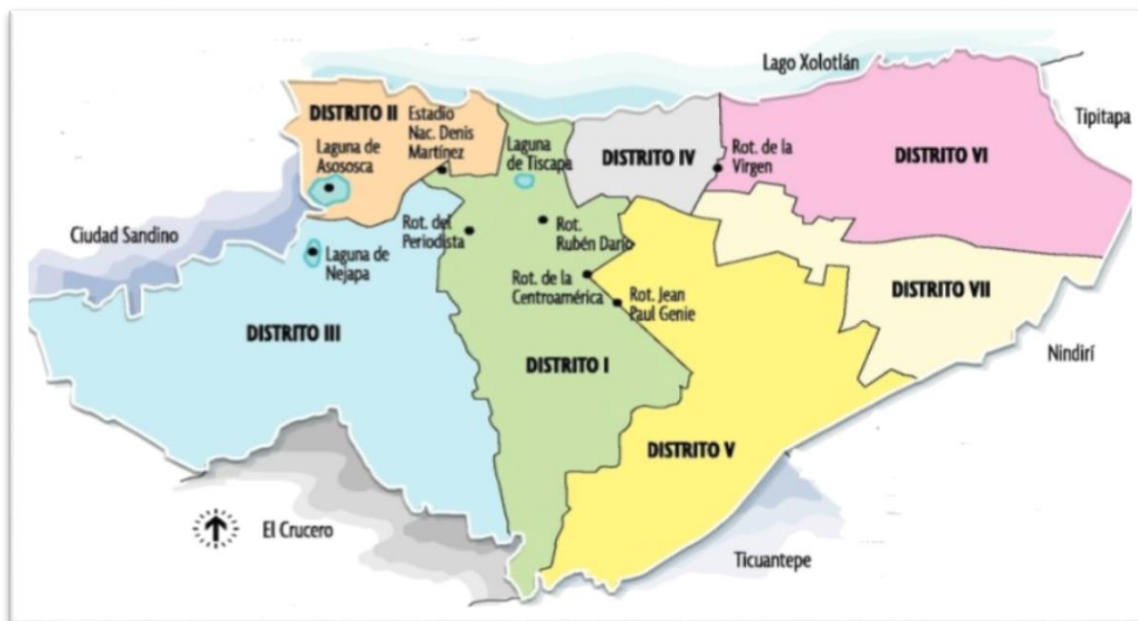 Lago Xolotlán
DISTRITO II
Estadio
Nac. Denis
Martínez
Tipitapa
Laguna de
Asososca
Laguna
de Tiscapa
DISTRITO IV
Rot. de la
Virgen
DISTRITO VI
Ciudad Sandino
Rot. del
Periodista
Rot.
Rubén Darío
Laguna de
Nejapa
Rot. de la
Centroamérica
Rot. Jean
Paul Genie
DISTRITO VII
DISTRITO III
Nindirí
DISTRITO I
DISTRITO V
El Crucero
Ticuantepe